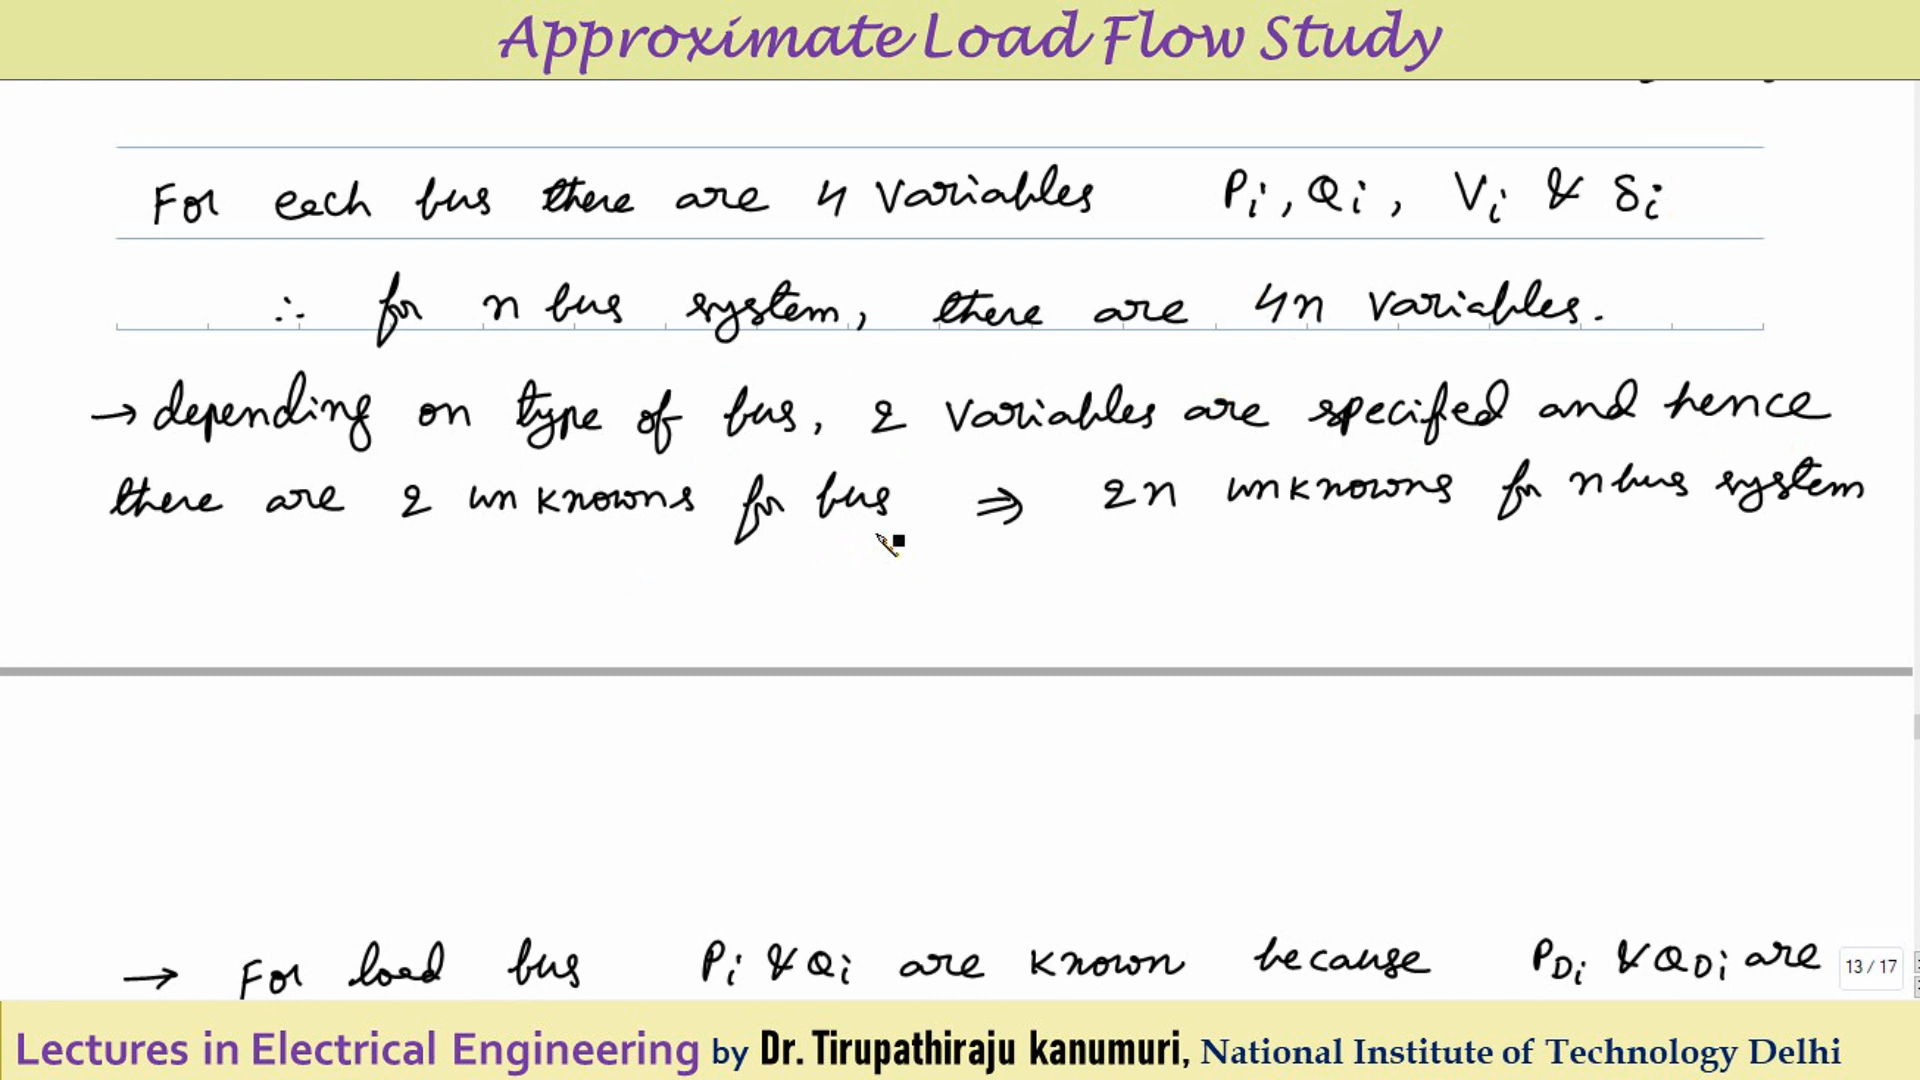 Approximate Load Flow Study
For each bus there are 4 variables Pi, Qi, Vi & δi
∴ for n bus system, there are 4n variables.
→ depending on type of bus, 2 variables are specified and hence
there are 2 unknowns for bus ⇒ 2n unknowns for n bus system
→ For load bus Pi & Qi are known because PDi & QDi are
13 / 17
Lectures in Electrical Engineering by Dr. Tirupathiraju kanumuri, National Institute of Technology Delhi